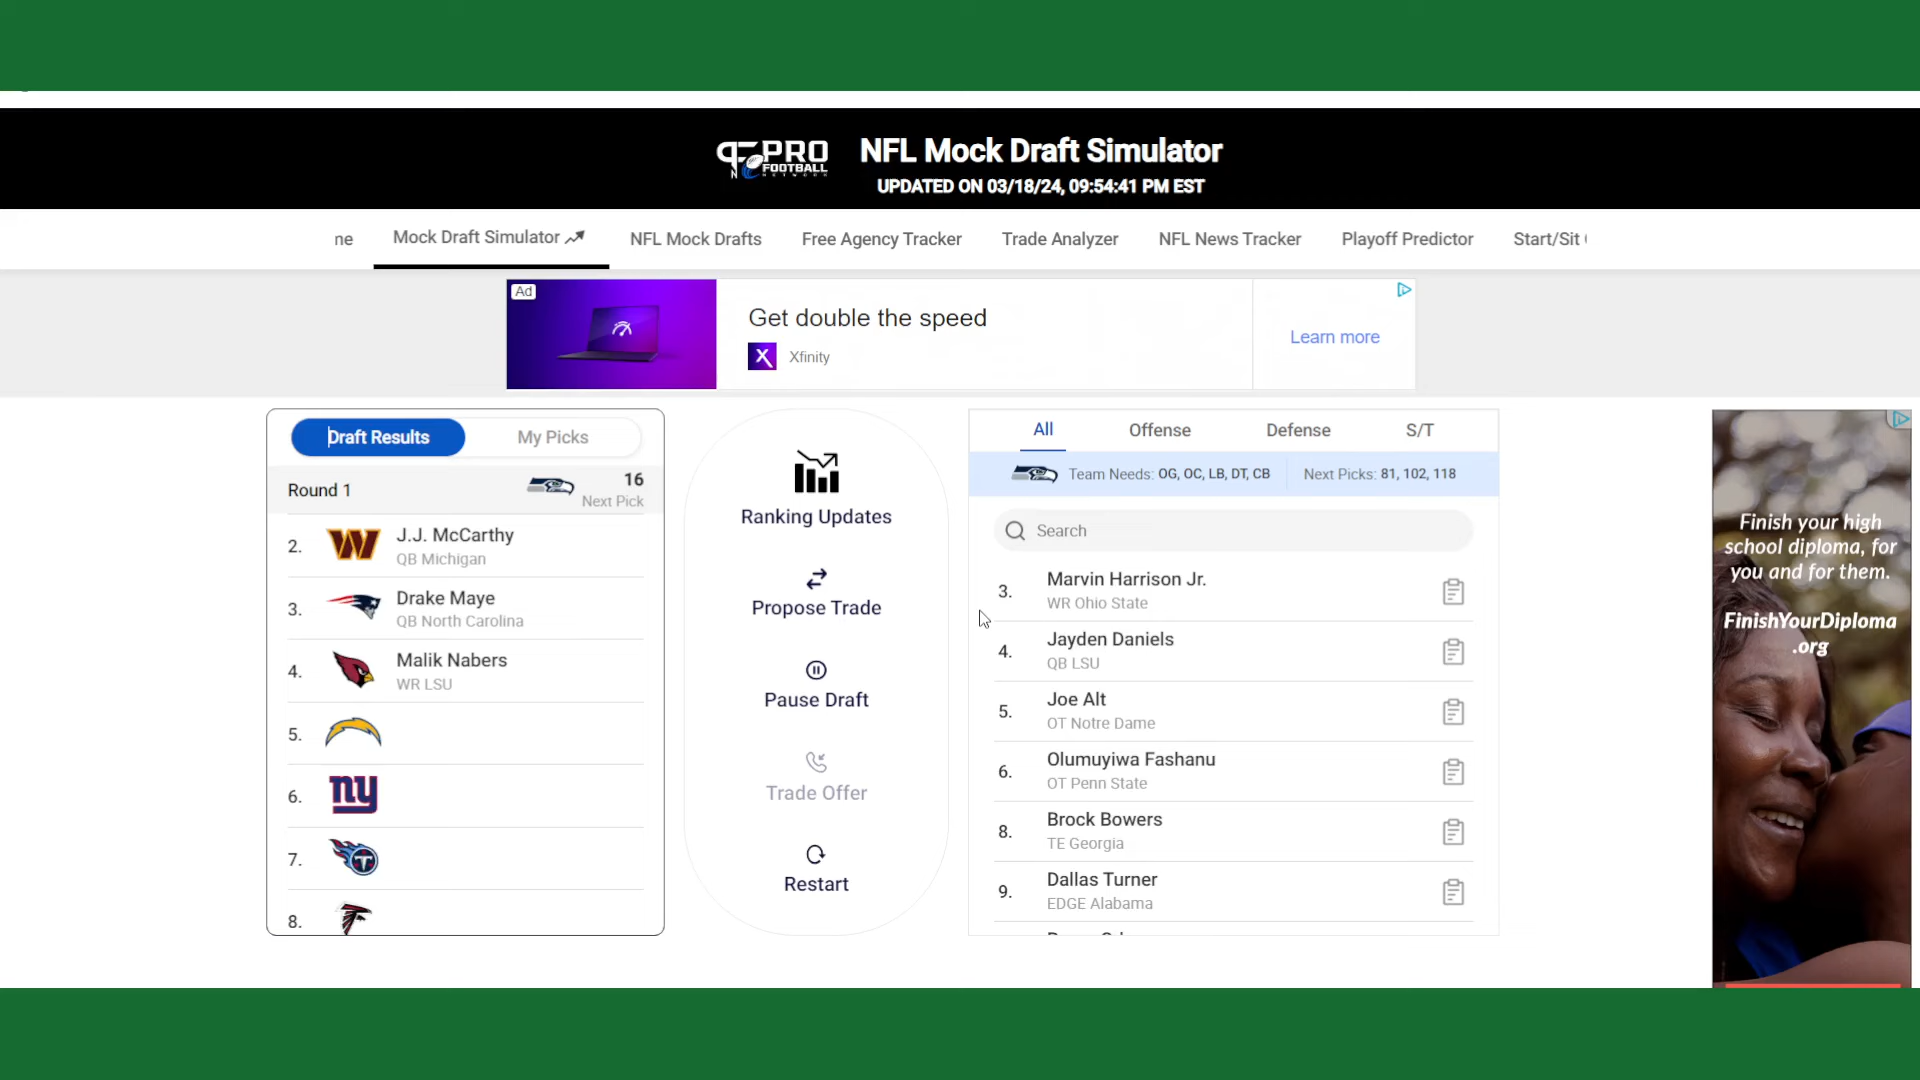 PRO
FOOTBALL
NETWORK
NFL Mock Draft Simulator
UPDATED ON 03/18/24, 09:54:41 PM EST
ne
Mock Draft Simulator
NFL Mock Drafts
Free Agency Tracker
Trade Analyzer
NFL News Tracker
Playoff Predictor
Start/Sit
Ad
Get double the speed
X
Xfinity
Learn more
Draft Results
My Picks
Round 1
16
Next Pick
2.
W
J.J. McCarthy
QB Michigan
3.
Drake Maye
QB North Carolina
4.
Malik Nabers
WR LSU
5.
6.
ny
7.
T
8.
Ranking Updates
Propose Trade
Pause Draft
Trade Offer
Restart
All
Offense
Defense
S/T
Team Needs: OG, OC, LB, DT, CB
Next Picks: 81, 102, 118
Search
3.
Marvin Harrison Jr.
WR Ohio State
4.
Jayden Daniels
QB LSU
5.
Joe Alt
OT Notre Dame
6.
Olumuyiwa Fashanu
OT Penn State
8.
Brock Bowers
TE Georgia
9.
Dallas Turner
EDGE Alabama
Finish your high
school diploma, for
you and for them.
FinishYourDiploma
.org